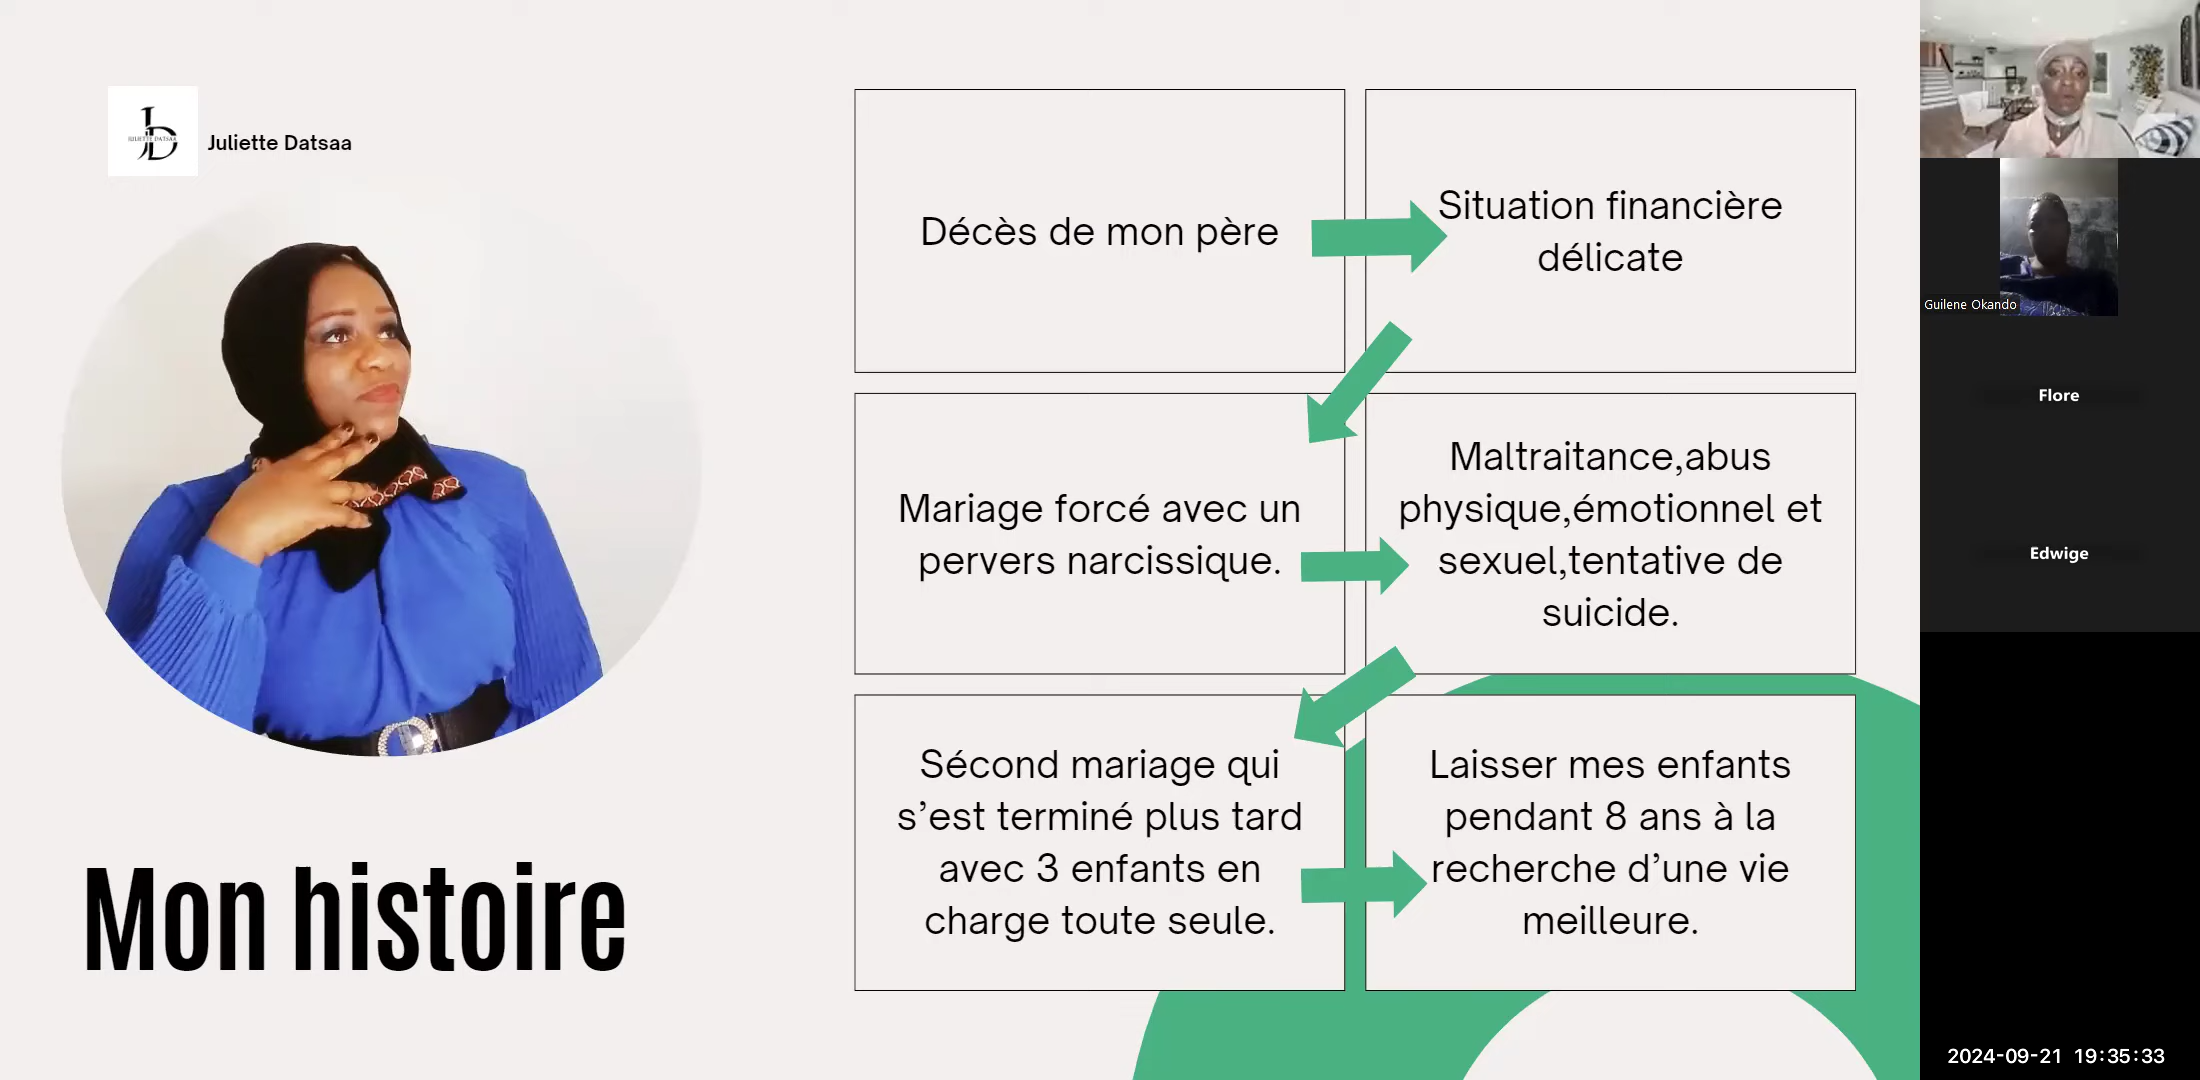 JULIETTE DATSAA
Juliette Datsaa
Mon histoire
Décès de mon père
Situation financière
délicate
Mariage forcé avec un
pervers narcissique.
Maltraitance,abus
physique,émotionnel et
sexuel,tentative de
suicide.
Sécond mariage qui
s’est terminé plus tard
avec 3 enfants en
charge toute seule.
Laisser mes enfants
pendant 8 ans à la
recherche d’une vie
meilleure.
Guilene Okando
Flore
Edwige
2024-09-21 19:35:33